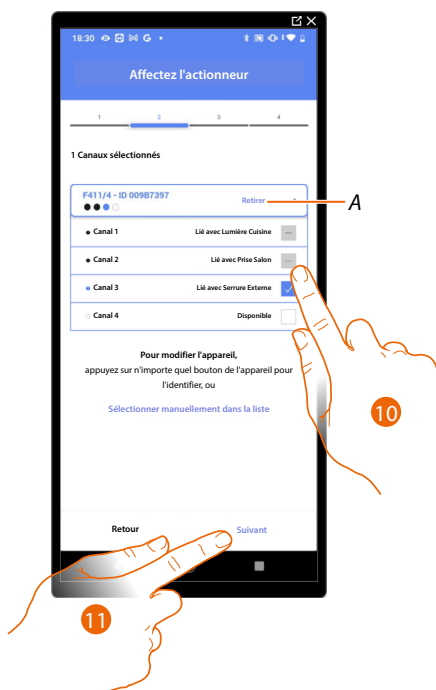 18:30 G
Affectez l'actionneur
1 2 3 4
1 Canaux sélectionnés
F411/4 - ID 009B7397
Retirer
A
Canal 1 Lié avec Lumière Cuisine
Canal 2 Lié avec Prise Salon
Canal 3 Lié avec Serrure Externe
Canal 4 Disponible
Pour modifier l'appareil,
appuyez sur n'importe quel bouton de l'appareil pour
l'identifier, ou
Sélectionner manuellement dans la liste
10
Retour Suivant
11